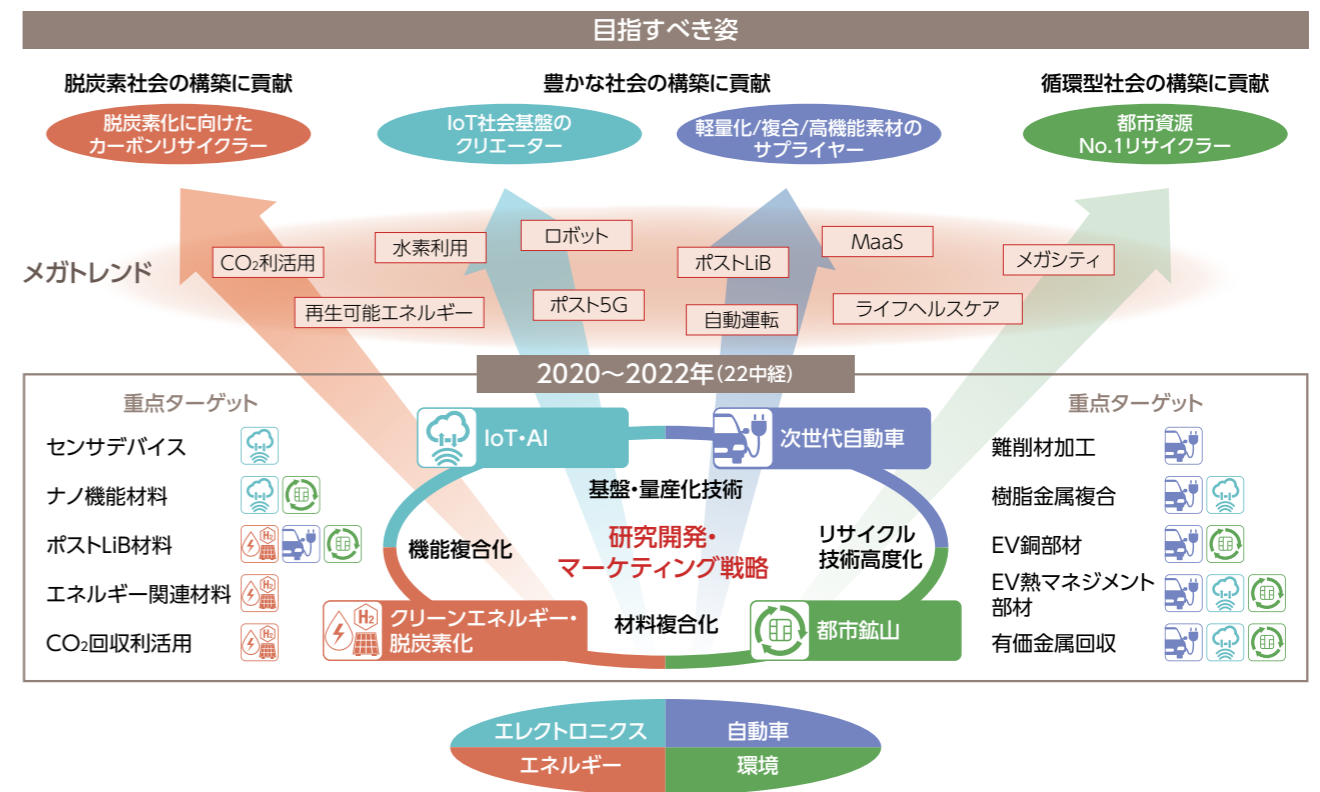 目指すべき姿
脱炭素社会の構築に貢献
豊かな社会の構築に貢献
循環型社会の構築に貢献
脱炭素化に向けた
カーボンリサイクラー
IoT社会基盤の
クリエーター
軽量化/複合/高機能素材の
サプライヤー
都市資源
No.1リサイクラー
メガトレンド
CO₂利活用
水素利用
ロボット
ポストLiB
MaaS
メガシティ
再生可能エネルギー
ポスト5G
自動運転
ライフヘルスケア
2020～2022年(22中経)
重点ターゲット
センサデバイス
ナノ機能材料
ポストLiB材料
H₂
エネルギー関連材料
H₂
CO₂回収利活用
H₂
IoT・AI
次世代自動車
基盤・量産化技術
機能複合化
研究開発・
マーケティング戦略
リサイクル
技術高度化
材料複合化
H₂
クリーンエネルギー・
脱炭素化
都市鉱山
重点ターゲット
難削材加工
樹脂金属複合
EV銅部材
EV熱マネジメント
部材
有価金属回収
エレクトロニクス
自動車
エネルギー
環境